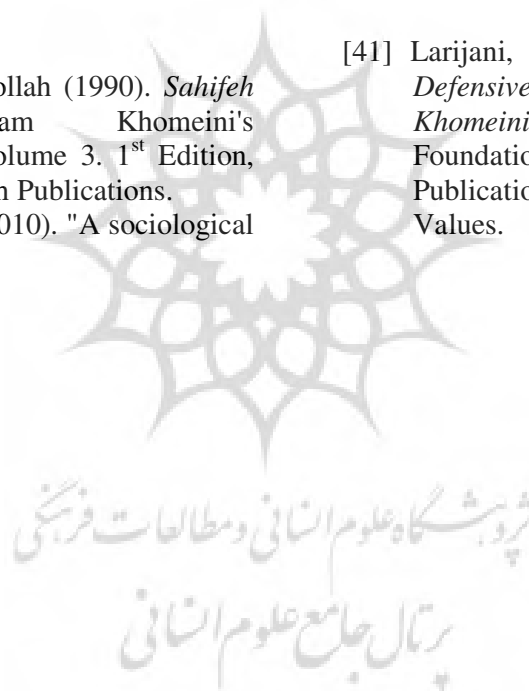 ollah (1990). Sahifeh
am Khomeini's
olume 3. 1st Edition,
n Publications.
010). "A sociological
[41] Larijani,
Defensive
Khomeini
Foundatio
Publicatio
Values.
پژوهشگاه علوم انسانی و مطالعات فرهنگی
پرتال جامع علوم انسانی